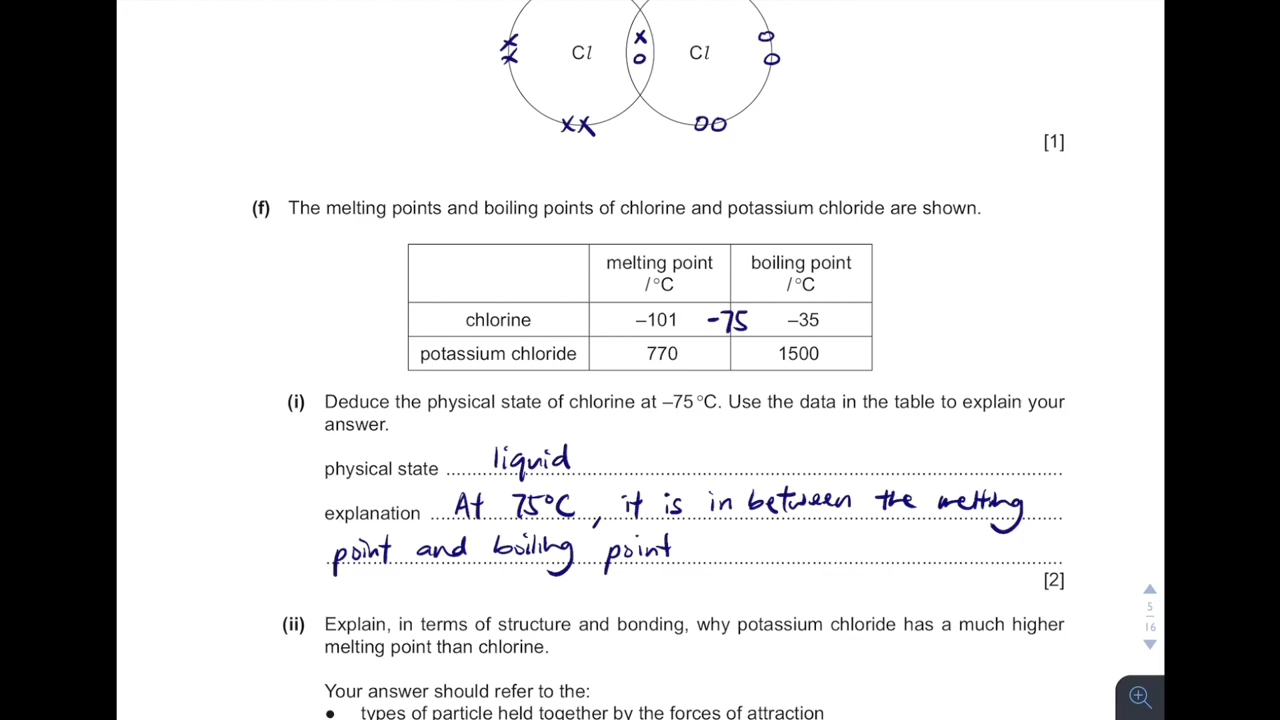 x x Cl x o Cl o o
xx oo
[1]
(f) The melting points and boiling points of chlorine and potassium chloride are shown.
melting point /°C boiling point /°C
chlorine –101 -75 –35
potassium chloride 770 1500
(i) Deduce the physical state of chlorine at –75 °C. Use the data in the table to explain your
answer.
physical state liquid
explanation At 75°C, it is in between the melting
point and boiling point
[2]
(ii) Explain, in terms of structure and bonding, why potassium chloride has a much higher
melting point than chlorine.
Your answer should refer to the:
• types of particle held together by the forces of attraction
5
16